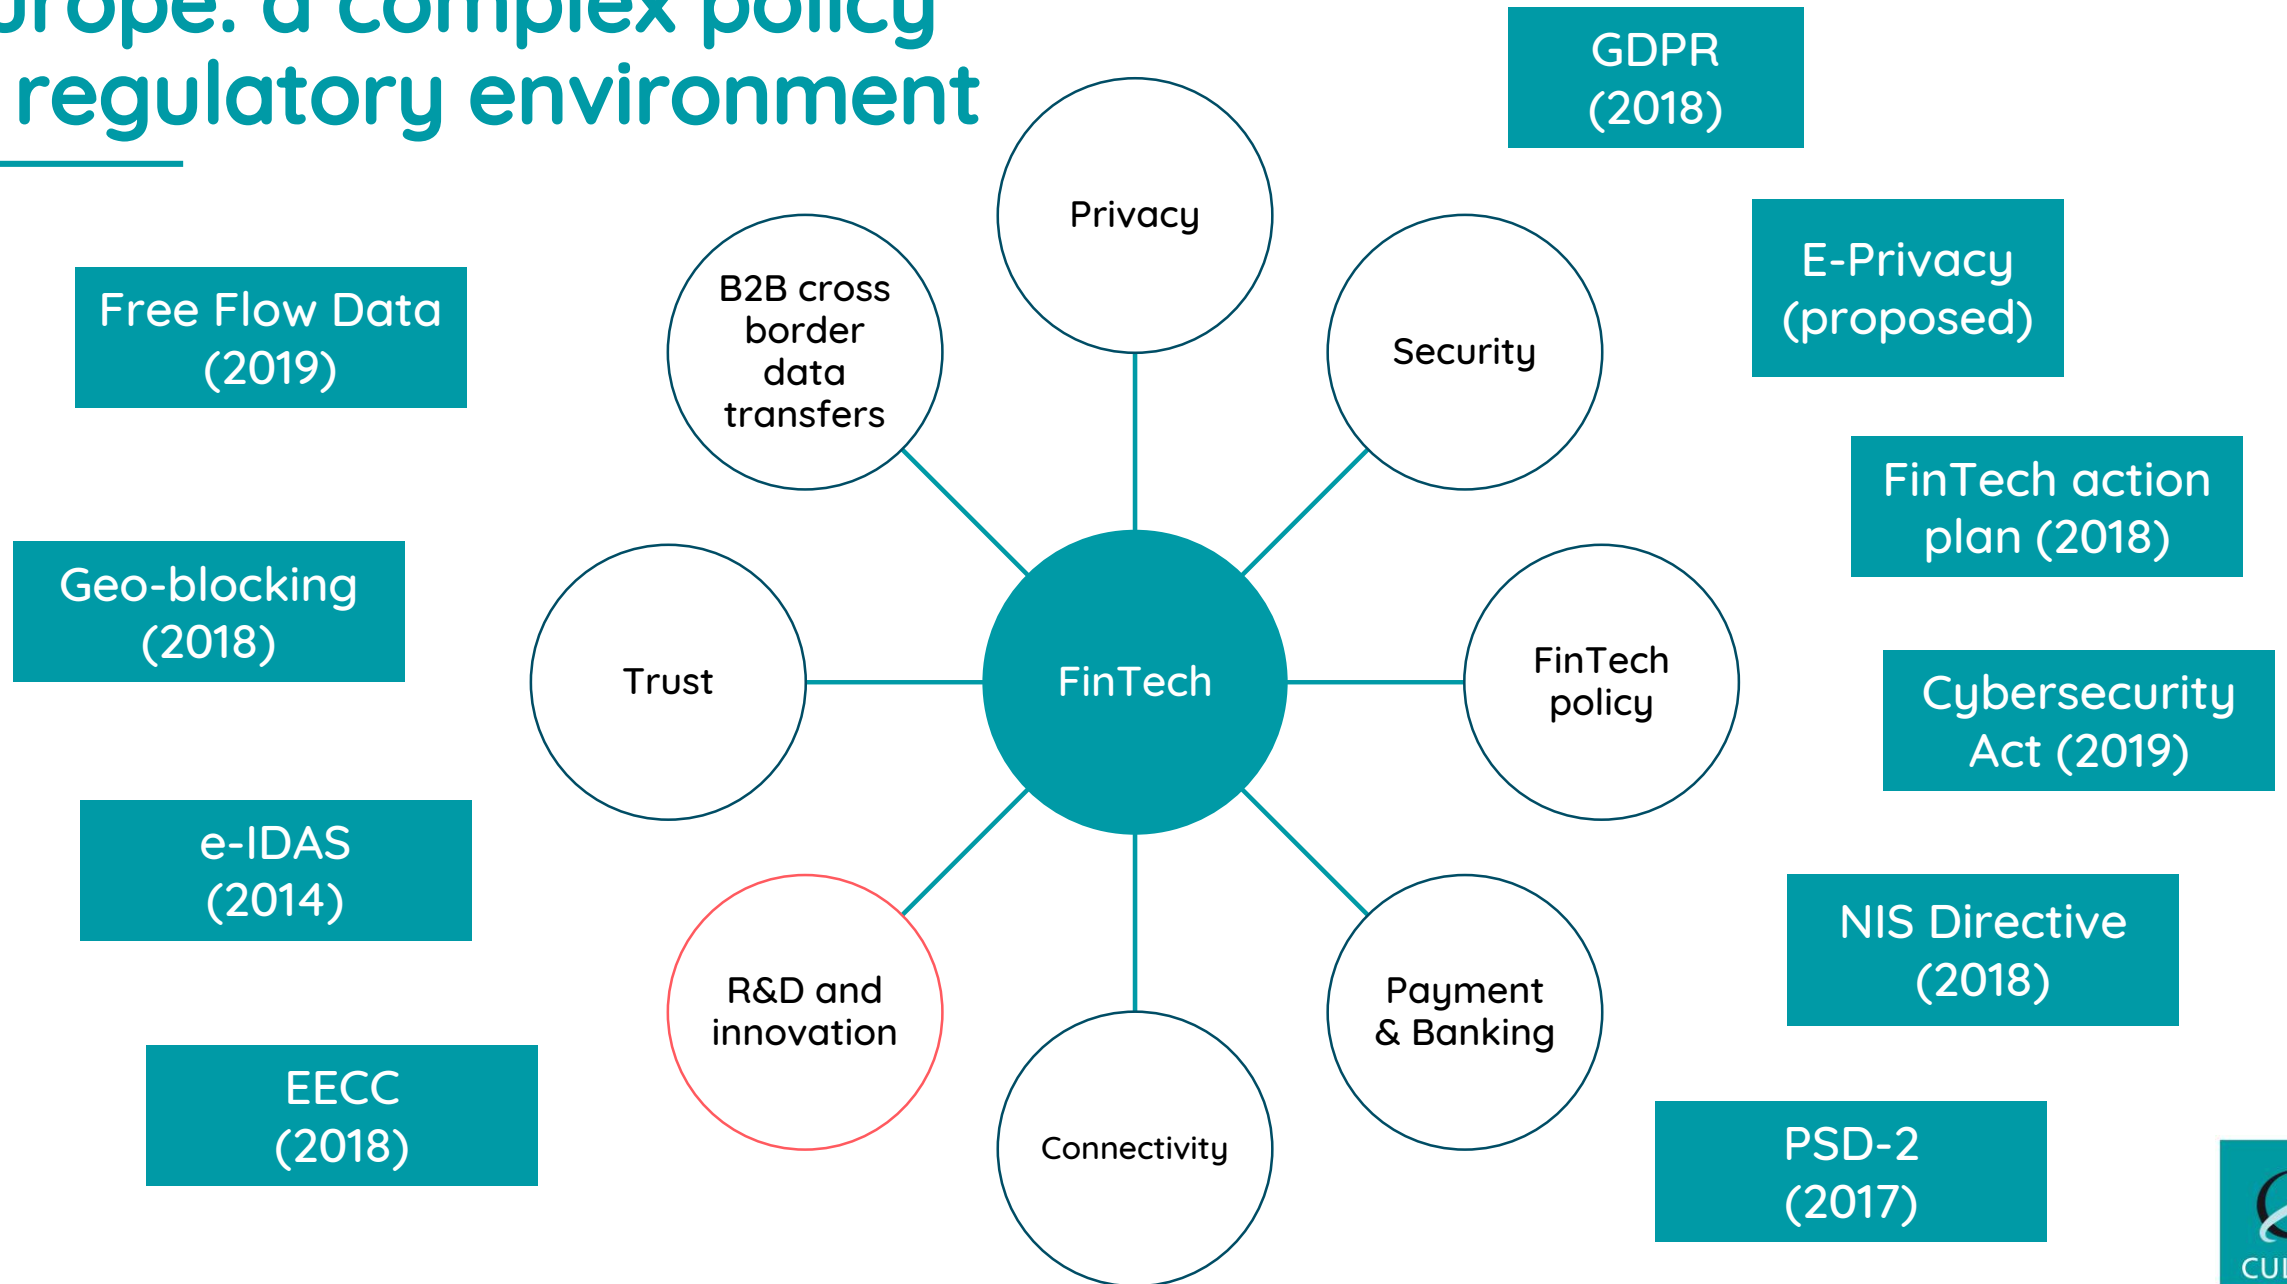 complex policy
regulatory environment
GDPR
(2018)
Privacy
E-Privacy
(proposed)
B2B cross
border
data
transfers
Security
Free Flow Data
(2019)
FinTech action
plan (2018)
Geo-blocking
(2018)
Trust
FinTech
FinTech
policy
Cybersecurity
Act (2019)
e-IDAS
(2014)
NIS Directive
(2018)
R&D and
innovation
Payment
& Banking
EECC
(2018)
Connectivity
PSD-2
(2017)